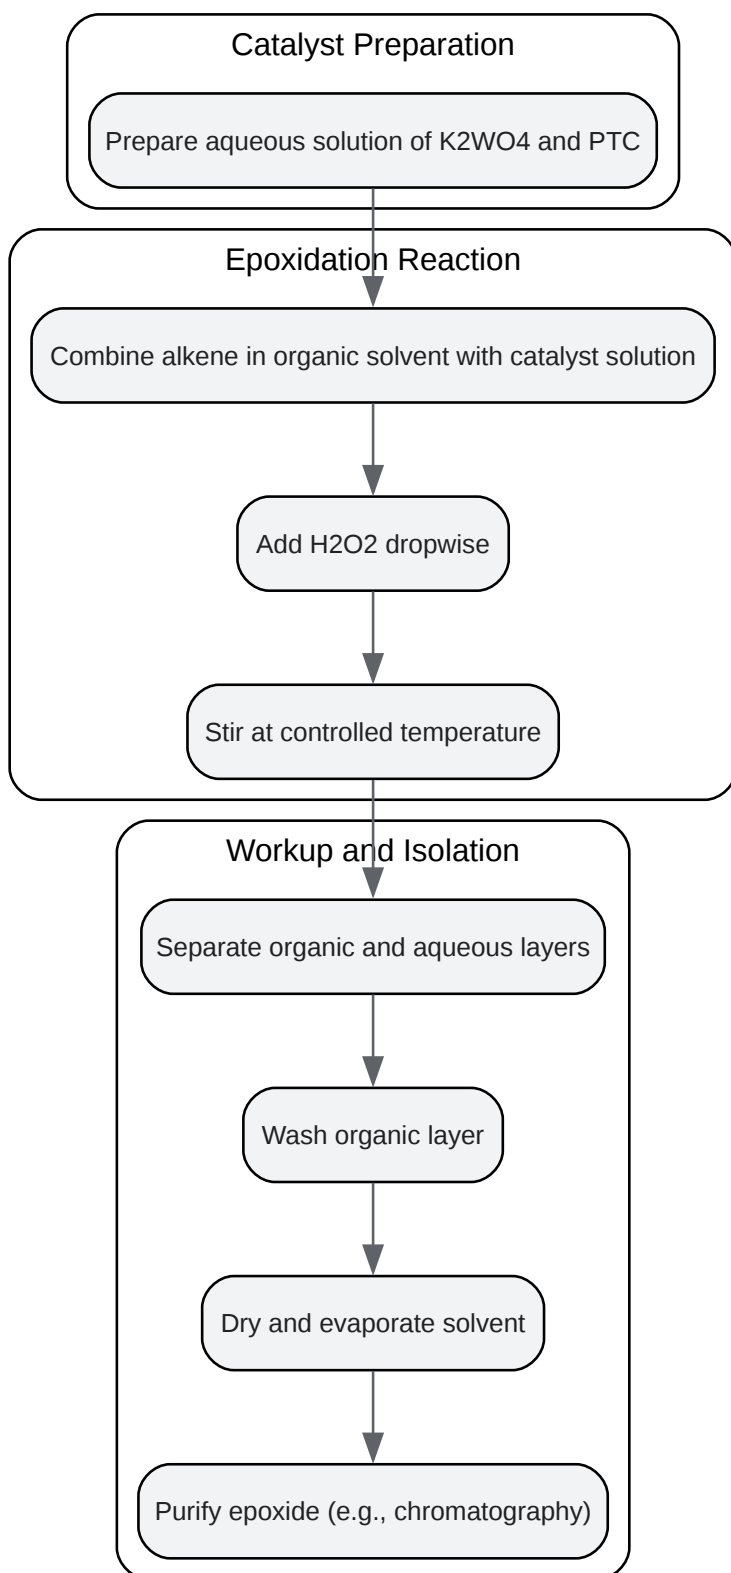 Catalyst Preparation
Prepare aqueous solution of K2WO4 and PTC
Epoxidation Reaction
Combine alkene in organic solvent with catalyst solution
Add H2O2 dropwise
Stir at controlled temperature
Workup and Isolation
Separate organic and aqueous layers
Wash organic layer
Dry and evaporate solvent
Purify epoxide (e.g., chromatography)